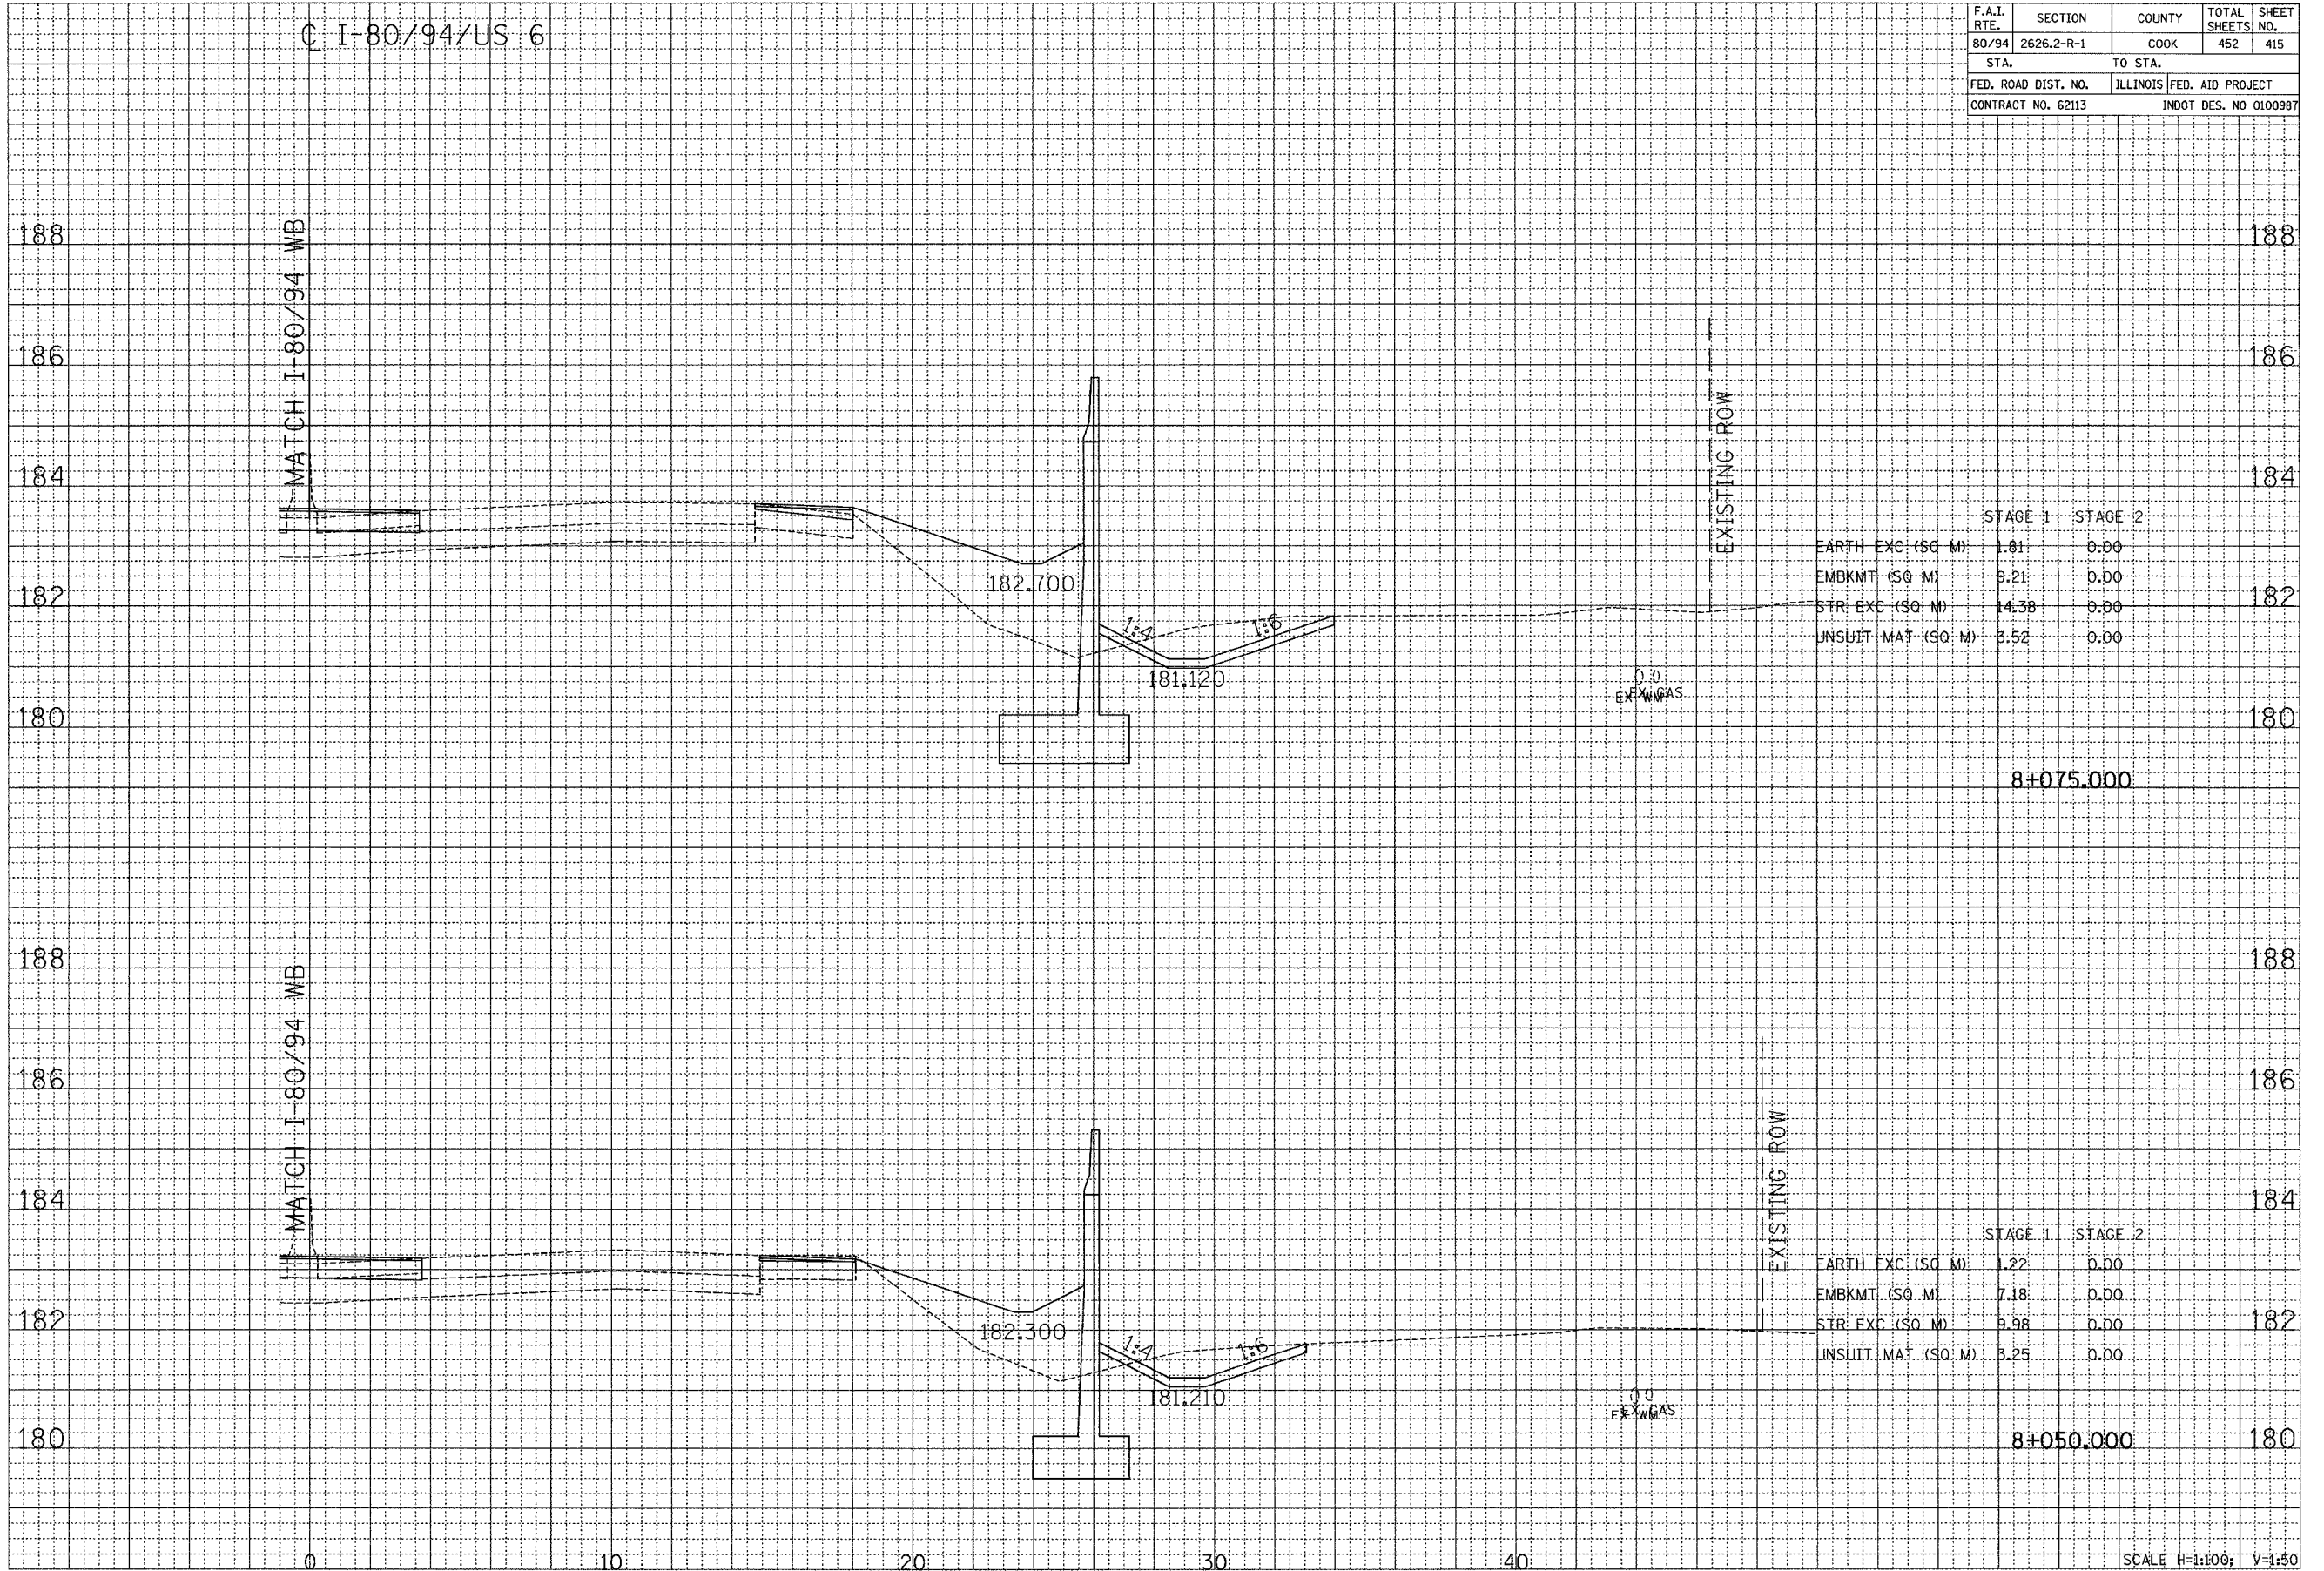 ℄ I-80/94/US 6
F.A.I. RTE. SECTION COUNTY TOTAL SHEETS SHEET NO.
80/94 2626.2-R-1 COOK 452 415
STA. TO STA.
FED. ROAD DIST. NO. ILLINOIS FED. AID PROJECT
CONTRACT NO. 62113 INDOT DES. NO 0100987
MATCH I-80/94 WB
188 188
186 186
184 184
182 182
180 180
EXISTING ROW
182.700
1:4
1:6
181.120
EX GAS
EX WM
STAGE 1 STAGE 2
EARTH EXC (SQ M) 1.81 0.00
EMBKMT (SQ M) 9.21 0.00
STR EXC (SQ M) 14.38 0.00
UNSUIT MAT (SQ M) 3.52 0.00
8+075.000
MATCH I-80/94 WB
188 188
186 186
184 184
182 182
180 180
EXISTING ROW
182.300
1:4
1:6
181.210
EX GAS
EX WM
STAGE 1 STAGE 2
EARTH EXC (SQ M) 1.22 0.00
EMBKMT (SQ M) 7.18 0.00
STR EXC (SQ M) 9.98 0.00
UNSUIT MAT (SQ M) 3.25 0.00
8+050.000
0 10 20 30 40
SCALE H=1:100; V=1:50